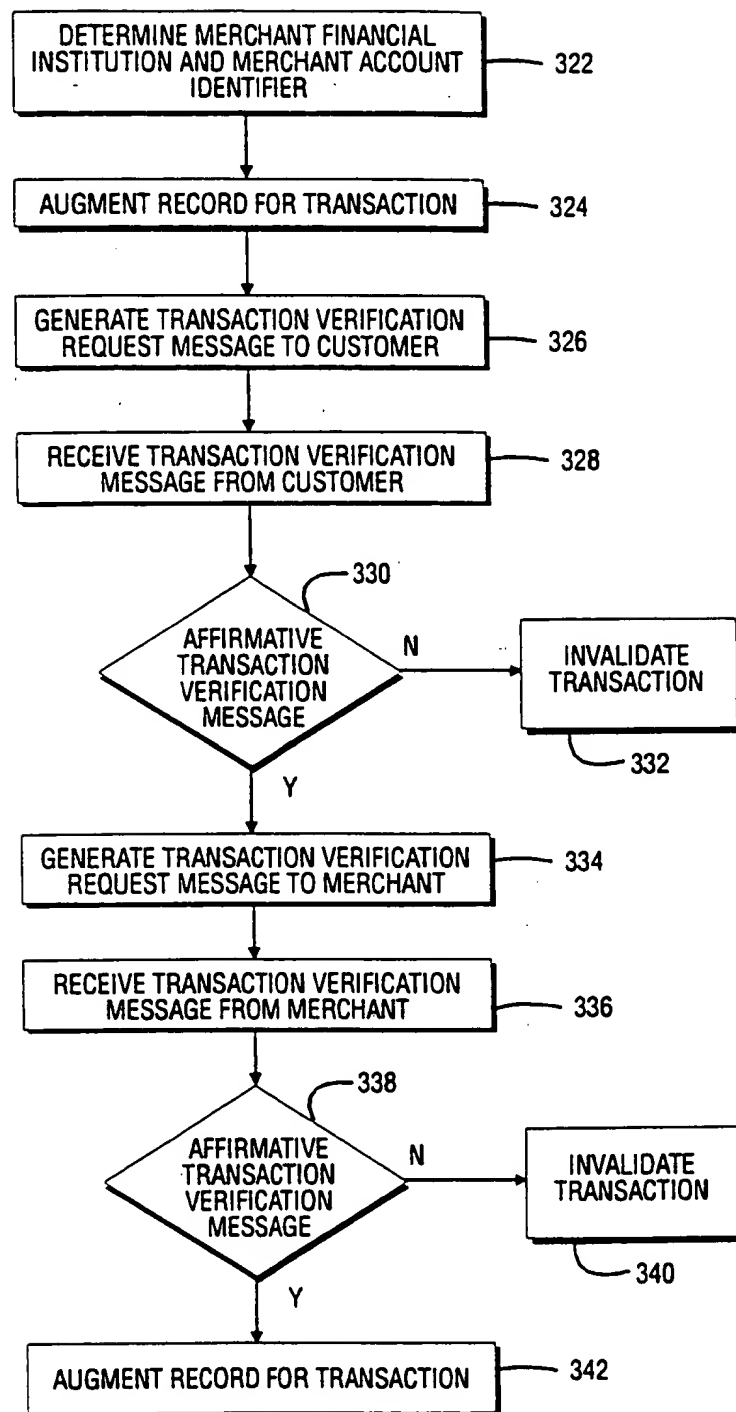 DETERMINE MERCHANT FINANCIAL
INSTITUTION AND MERCHANT ACCOUNT
IDENTIFIER
322
AUGMENT RECORD FOR TRANSACTION
324
GENERATE TRANSACTION VERIFICATION
REQUEST MESSAGE TO CUSTOMER
326
RECEIVE TRANSACTION VERIFICATION
MESSAGE FROM CUSTOMER
328
330
AFFIRMATIVE
TRANSACTION
VERIFICATION
MESSAGE
N
INVALIDATE
TRANSACTION
332
Y
GENERATE TRANSACTION VERIFICATION
REQUEST MESSAGE TO MERCHANT
334
RECEIVE TRANSACTION VERIFICATION
MESSAGE FROM MERCHANT
336
338
AFFIRMATIVE
TRANSACTION
VERIFICATION
MESSAGE
N
INVALIDATE
TRANSACTION
340
Y
AUGMENT RECORD FOR TRANSACTION
342